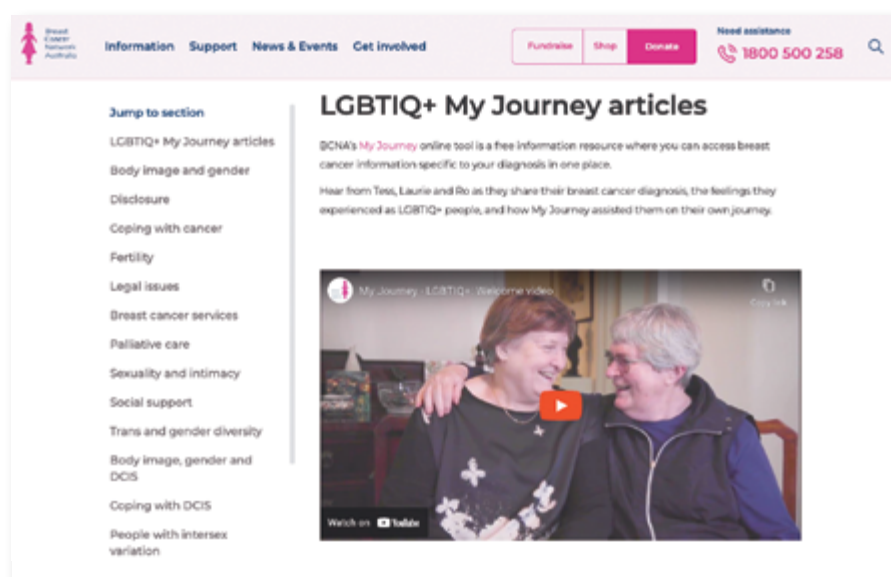 Breast
Cancer
Network
Australia
Information Support News & Events Get involved
Fundraise Shop Donate
Need assistance
1800 500 258
Jump to section
LGBTIQ+ My Journey articles
Body image and gender
Disclosure
Coping with cancer
Fertility
Legal issues
Breast cancer services
Palliative care
Sexuality and intimacy
Social support
Trans and gender diversity
Body image, gender and
DCIS
Coping with DCIS
People with intersex
variation
LGBTIQ+ My Journey articles
BCNA's My Journey online tool is a free information resource where you can access breast
cancer information specific to your diagnosis in one place.
Hear from Tess, Laurie and Ro as they share their breast cancer diagnosis, the feelings they
experienced as LGBTIQ+ people, and how My Journey assisted them on their own journey.
My Journey - LGBTIQ+ Welcome video
Copy link
Watch on YouTube